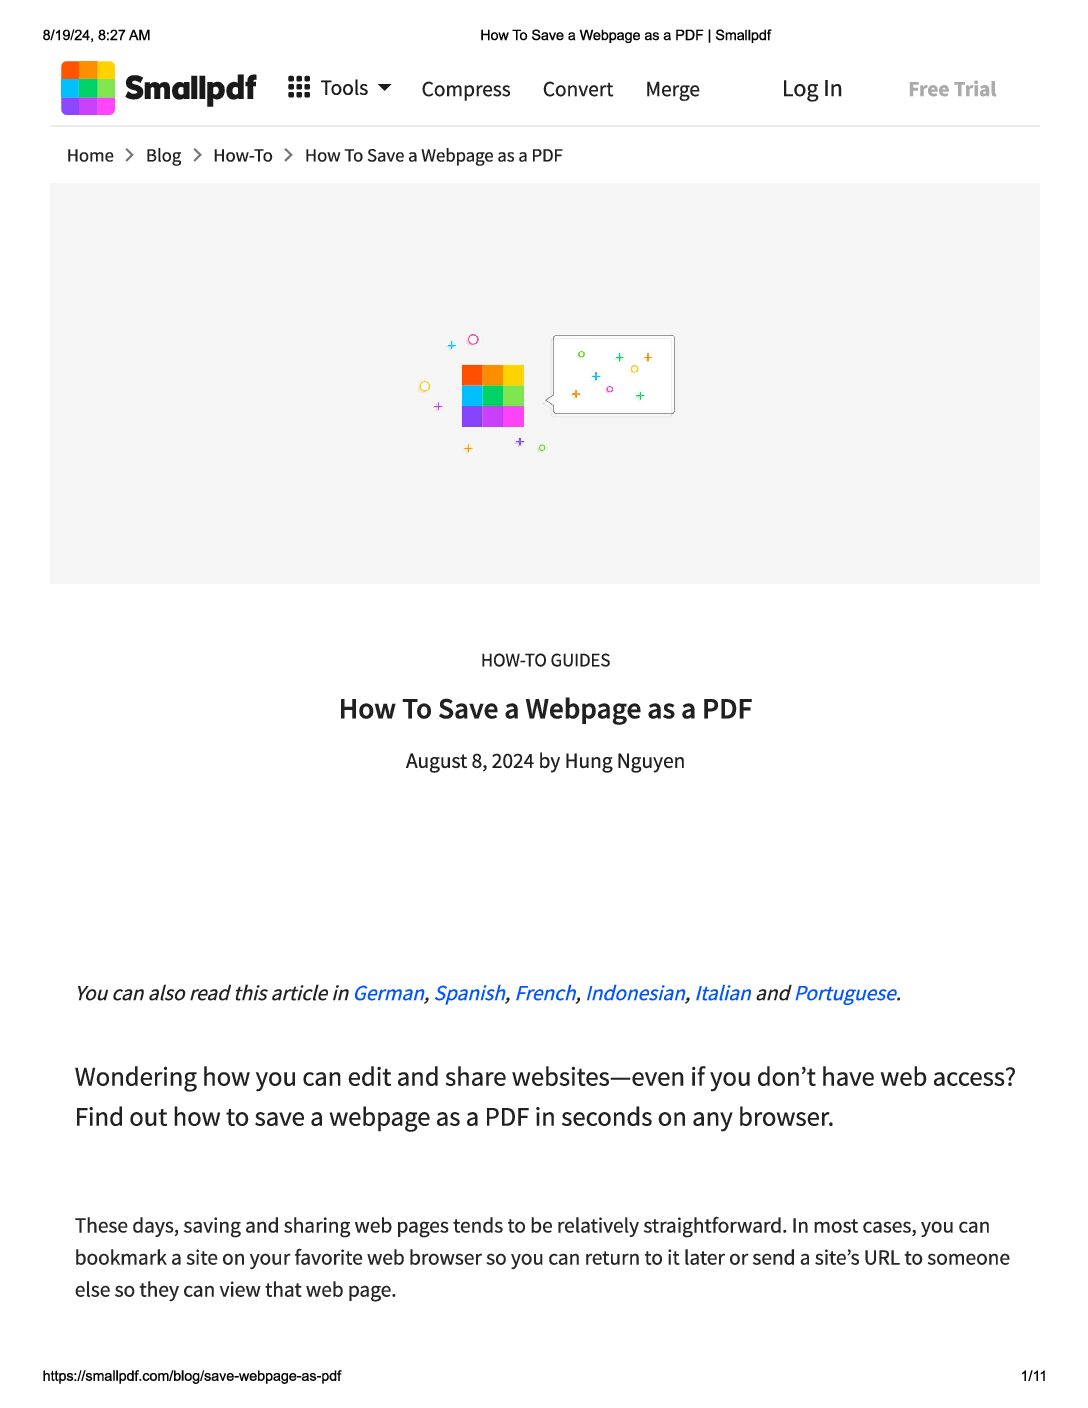 8/19/24, 8:27 AM
How To Save a Webpage as a PDF | Smallpdf
Smallpdf Tools Compress Convert Merge Log In Free Trial
Home > Blog > How-To > How To Save a Webpage as a PDF
HOW-TO GUIDES
How To Save a Webpage as a PDF
August 8, 2024 by Hung Nguyen
You can also read this article in German, Spanish, French, Indonesian, Italian and Portuguese.
Wondering how you can edit and share websites—even if you don’t have web access?
Find out how to save a webpage as a PDF in seconds on any browser.
These days, saving and sharing web pages tends to be relatively straightforward. In most cases, you can
bookmark a site on your favorite web browser so you can return to it later or send a site’s URL to someone
else so they can view that web page.
https://smallpdf.com/blog/save-webpage-as-pdf
1/11